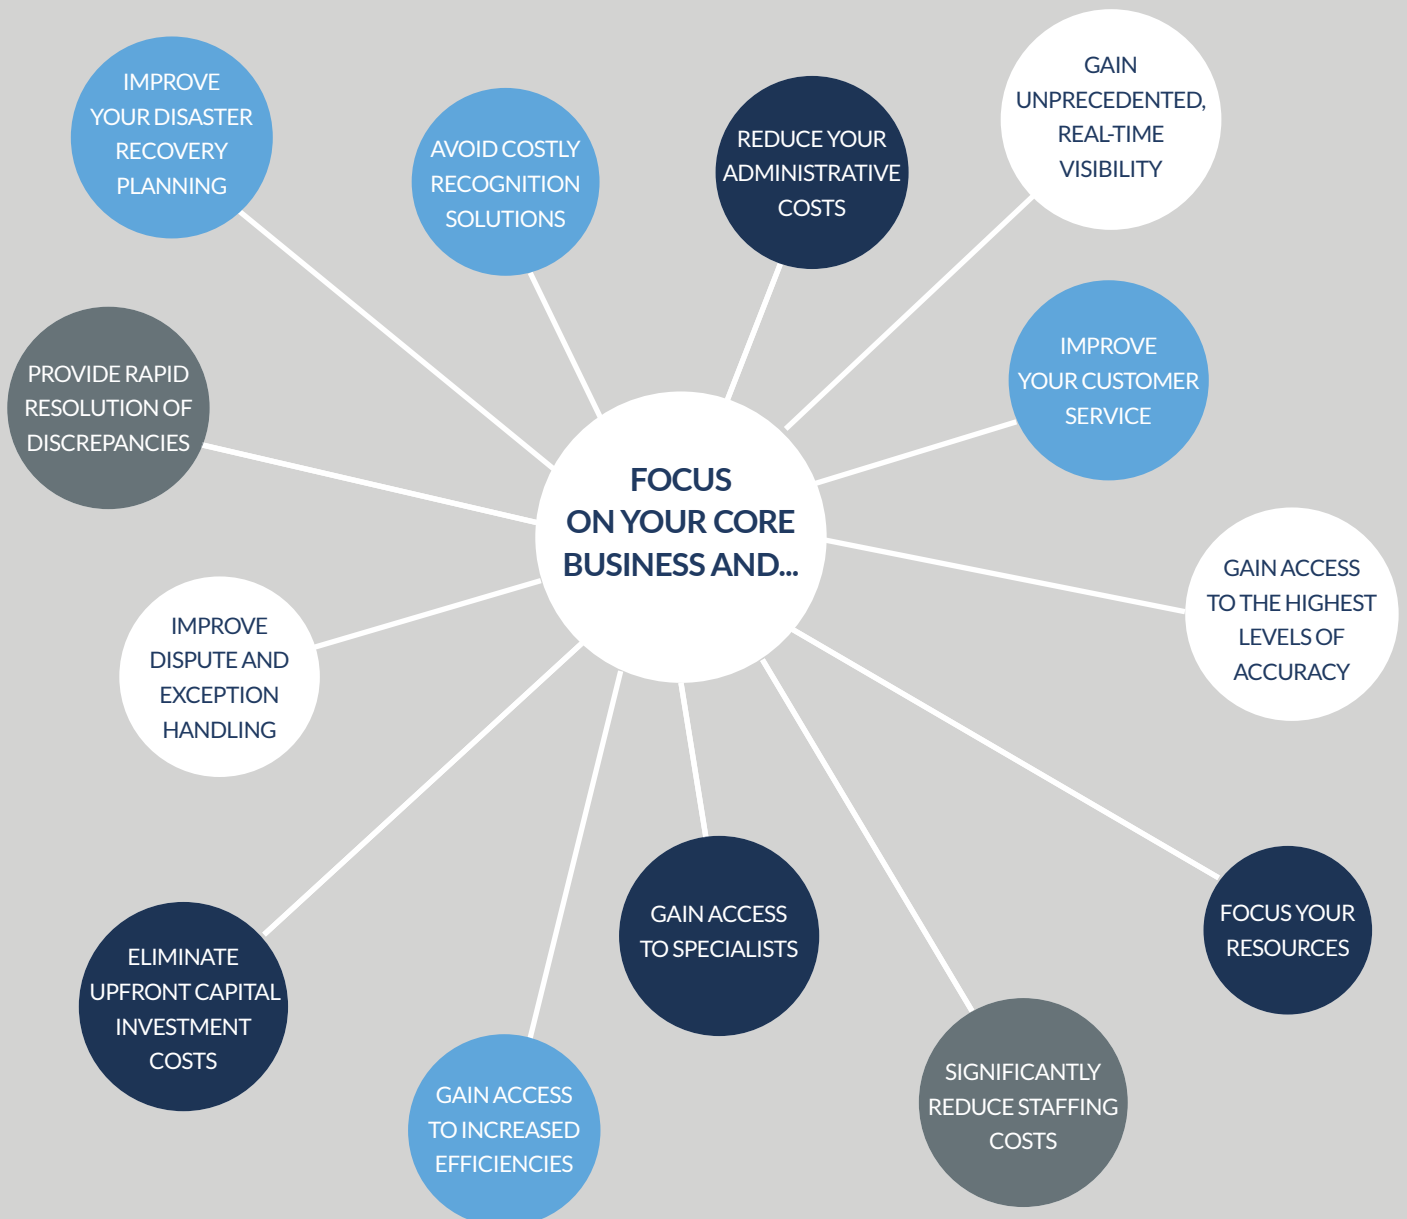 IMPROVE
YOUR DISASTER
RECOVERY
PLANNING
AVOID COSTLY
RECOGNITION
SOLUTIONS
REDUCE YOUR
ADMINISTRATIVE
COSTS
GAIN
UNPRECEDENTED,
REAL-TIME
VISIBILITY
PROVIDE RAPID
RESOLUTION OF
DISCREPANCIES
IMPROVE
YOUR CUSTOMER
SERVICE
FOCUS
ON YOUR CORE
BUSINESS AND...
IMPROVE
DISPUTE AND
EXCEPTION
HANDLING
GAIN ACCESS
TO THE HIGHEST
LEVELS OF
ACCURACY
ELIMINATE
UPFRONT CAPITAL
INVESTMENT
COSTS
GAIN ACCESS
TO SPECIALISTS
FOCUS YOUR
RESOURCES
GAIN ACCESS
TO INCREASED
EFFICIENCIES
SIGNIFICANTLY
REDUCE STAFFING
COSTS